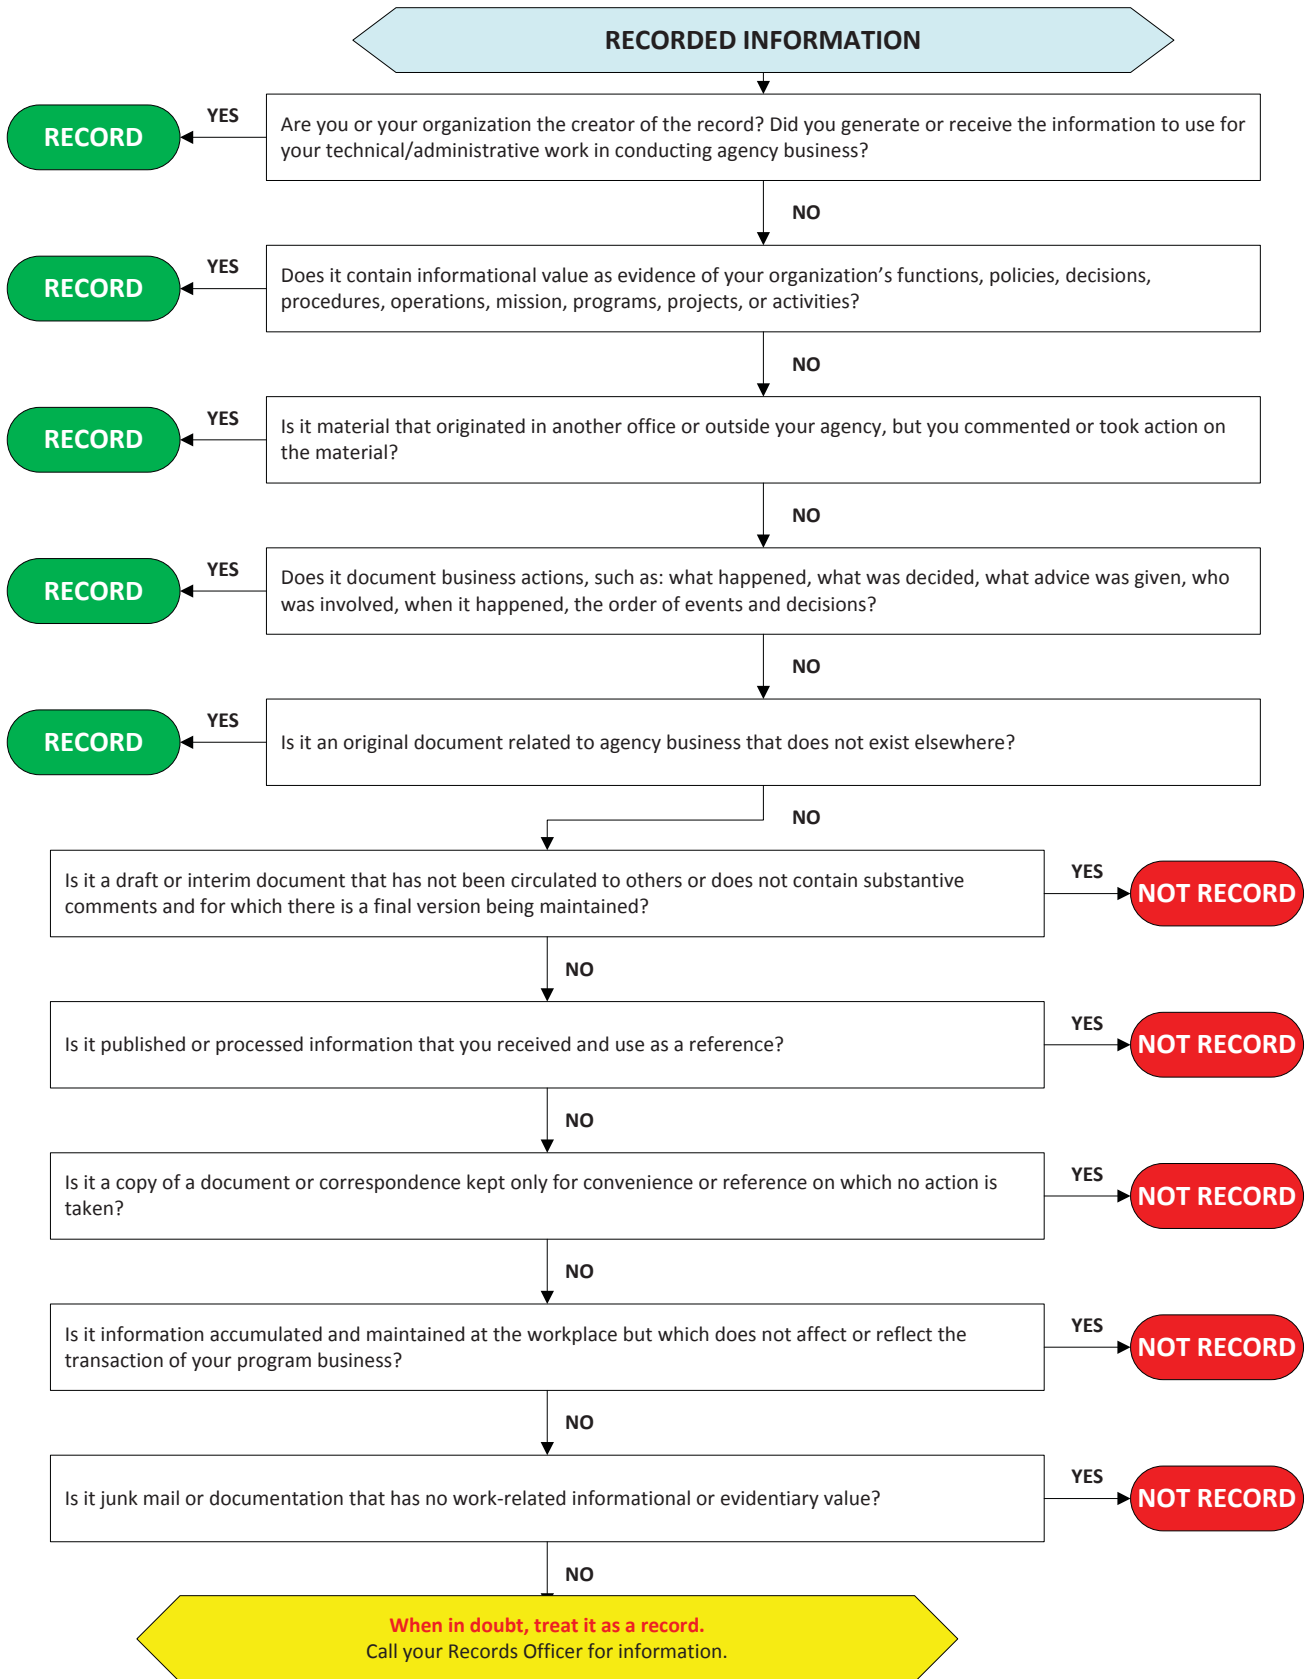 RECORDED INFORMATION
YES
RECORD
Are you or your organization the creator of the record? Did you generate or receive the information to use for
your technical/administrative work in conducting agency business?
NO
YES
RECORD
Does it contain informational value as evidence of your organization’s functions, policies, decisions,
procedures, operations, mission, programs, projects, or activities?
NO
YES
RECORD
Is it material that originated in another office or outside your agency, but you commented or took action on
the material?
NO
YES
RECORD
Does it document business actions, such as: what happened, what was decided, what advice was given, who
was involved, when it happened, the order of events and decisions?
NO
YES
RECORD
Is it an original document related to agency business that does not exist elsewhere?
NO
Is it a draft or interim document that has not been circulated to others or does not contain substantive
comments and for which there is a final version being maintained?
YES
NOT RECORD
NO
Is it published or processed information that you received and use as a reference?
YES
NOT RECORD
NO
Is it a copy of a document or correspondence kept only for convenience or reference on which no action is
taken?
YES
NOT RECORD
NO
Is it information accumulated and maintained at the workplace but which does not affect or reflect the
transaction of your program business?
YES
NOT RECORD
NO
Is it junk mail or documentation that has no work-related informational or evidentiary value?
YES
NOT RECORD
NO
When in doubt, treat it as a record.
Call your Records Officer for information.